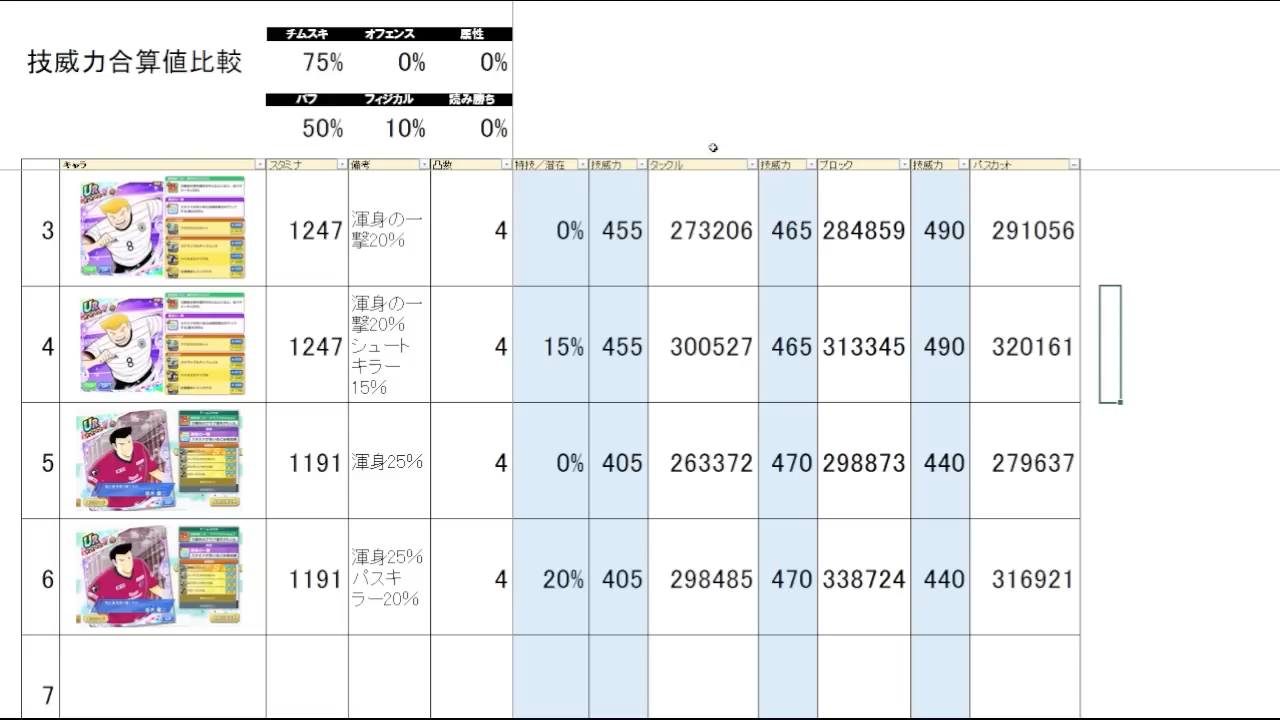 チムスキ オフェンス 属性
技威力合算値比較
75% 0% 0%
バフ フィジカル 読み勝ち
50% 10% 0%
キャラ スタミナ 備考 凸数 持技／潜在 技威力 タックル 技威力 ブロック 技威力 パスカット
3 1247 渾身の一撃20% 4 0% 455 273206 465 284859 490 291056
4 1247 渾身の一撃20% シュートキラー15% 4 15% 455 300527 465 313345 490 320161
5 1191 渾身25% 4 0% 405 263372 470 298873 440 279637
6 1191 渾身25% パスキラー20% 4 20% 405 298485 470 338724 440 316921
7